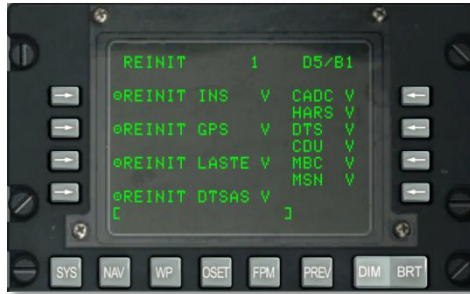 REINIT 1 D5/B1
⊙REINIT INS V CADC V
HARS V
⊙REINIT GPS V DTS V
CDU V
⊙REINIT LASTE V MBC V
MSN V
⊙REINIT DTSAS V
[ ]
SYS NAV WP OSET FPM PREV DIM BRT